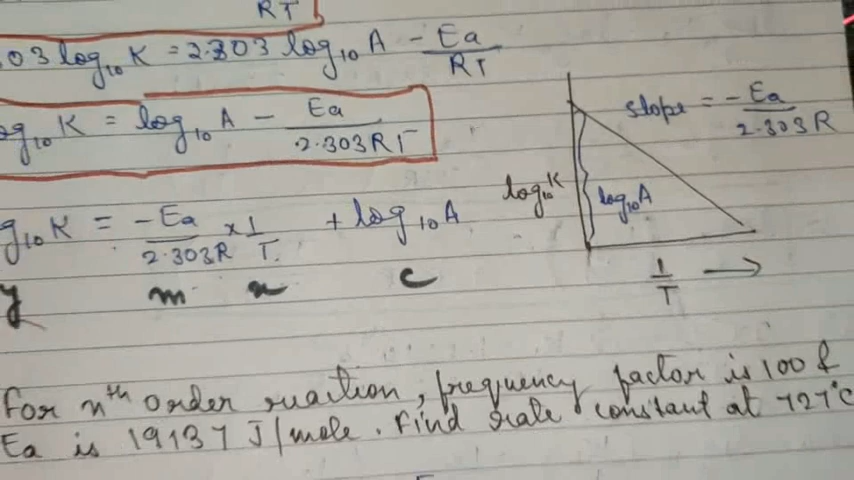 RT
03 log10 K = 2.303 log10 A - Ea/RT
og10 K = log10 A - Ea/2.303RT
slope = -Ea/2.303R
log10 K
log10 A
g10 K = -Ea/2.303R × 1/T. + log10 A
y m x c
1/T →
For nth order reaction, frequency factor is 100 &
Ea is 19137 J/mole. Find rate constant at 727°C